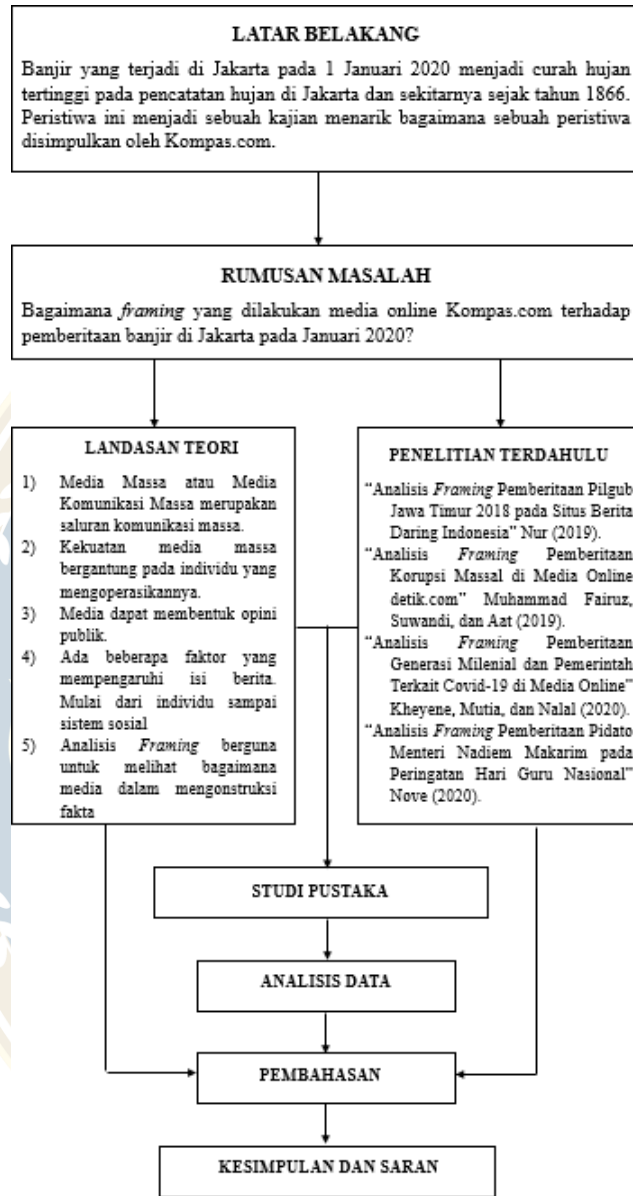 LATAR BELAKANG
Banjir yang terjadi di Jakarta pada 1 Januari 2020 menjadi curah hujan
tertinggi pada pencatatan hujan di Jakarta dan sekitarnya sejak tahun 1866.
Peristiwa ini menjadi sebuah kajian menarik bagaimana sebuah peristiwa
disimpulkan oleh Kompas.com.
RUMUSAN MASALAH
Bagaimana framing yang dilakukan media online Kompas.com terhadap
pemberitaan banjir di Jakarta pada Januari 2020?
LANDASAN TEORI
1) Media Massa atau Media
Komunikasi Massa merupakan
saluran komunikasi massa.
2) Kekuatan media massa
bergantung pada individu yang
mengoperasikannya.
3) Media dapat membentuk opini
publik.
4) Ada beberapa faktor yang
mempengaruhi isi berita.
Mulai dari individu sampai
sistem sosial
5) Analisis Framing berguna
untuk melihat bagaimana
media dalam mengonstruksi
fakta
PENELITIAN TERDAHULU
“Analisis Framing Pemberitaan Pilgub
Jawa Timur 2018 pada Situs Berita
Daring Indonesia” Nur (2019).
“Analisis Framing Pemberitaan
Korupsi Massal di Media Online
detik.com” Muhammad Fairuz,
Suwandi, dan Aat (2019).
“Analisis Framing Pemberitaan
Generasi Milenial dan Pemerintah
Terkait Covid-19 di Media Online”
Kheyene, Mutia, dan Nalal (2020).
“Analisis Framing Pemberitaan Pidato
Menteri Nadiem Makarim pada
Peringatan Hari Guru Nasional”
Nove (2020).
STUDI PUSTAKA
ANALISIS DATA
PEMBAHASAN
KESIMPULAN DAN SARAN